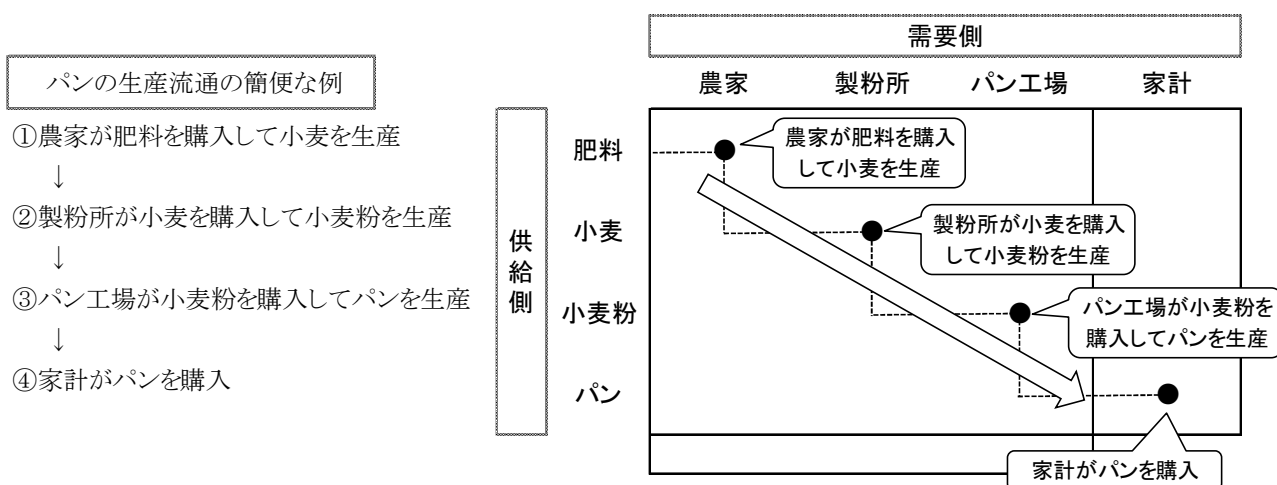 パンの生産流通の簡便な例
①農家が肥料を購入して小麦を生産
↓
②製粉所が小麦を購入して小麦粉を生産
↓
③パン工場が小麦粉を購入してパンを生産
↓
④家計がパンを購入
需要側
農家 製粉所 パン工場 家計
供給側
肥料
農家が肥料を購入
して小麦を生産
小麦
製粉所が小麦を購入
して小麦粉を生産
小麦粉
パン工場が小麦粉を
購入してパンを生産
パン
家計がパンを購入